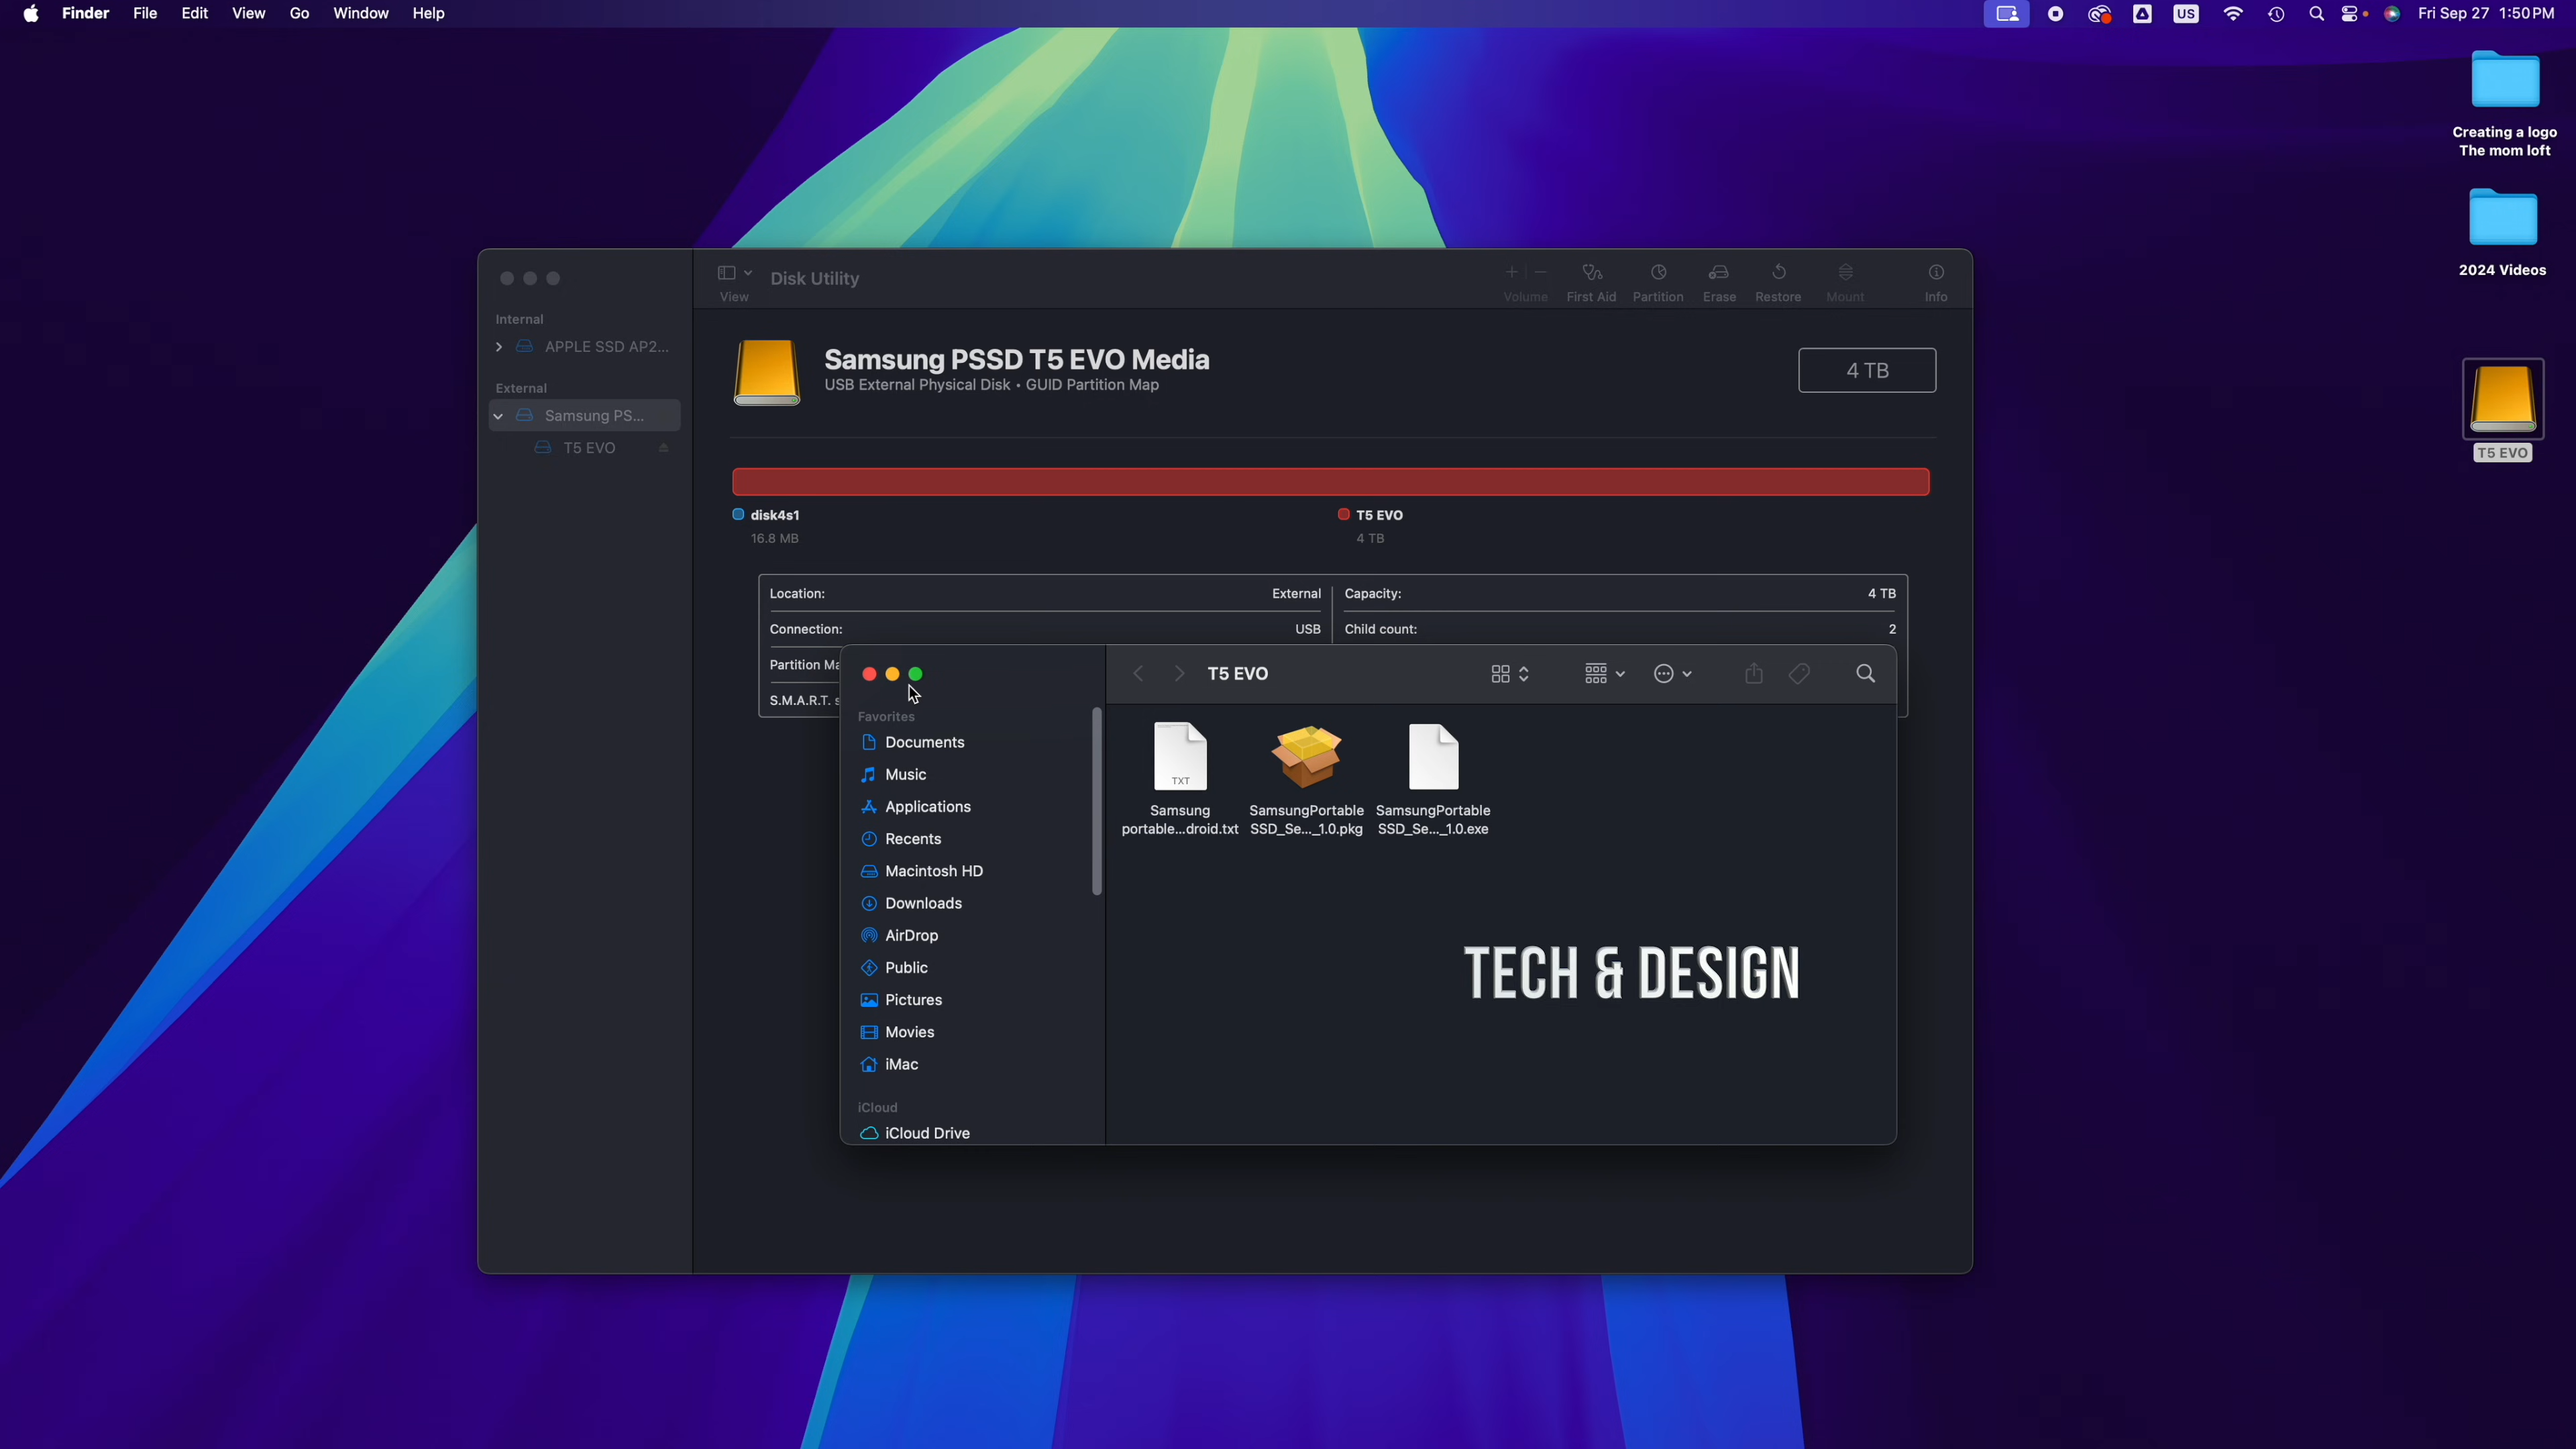 Finder File Edit View Go Window Help US Fri Sep 27 1:50 PM
Creating a logo
The mom loft
2024 Videos
T5 EVO
Disk Utility
View
Volume First Aid Partition Erase Restore Mount Info
Internal
APPLE SSD AP2...
External
Samsung PS...
T5 EVO
Samsung PSSD T5 EVO Media
USB External Physical Disk • GUID Partition Map
4 TB
disk4s1
16.8 MB
T5 EVO
4 TB
Location: External
Capacity: 4 TB
Connection: USB
Child count: 2
Partition Ma
S.M.A.R.T. s
T5 EVO
Favorites
Documents
Music
Applications
Recents
Macintosh HD
Downloads
AirDrop
Public
Pictures
Movies
iMac
iCloud
iCloud Drive
TXT
Samsung
portable...droid.txt
SamsungPortable
SSD_Se..._1.0.pkg
SamsungPortable
SSD_Se..._1.0.exe
TECH & DESIGN